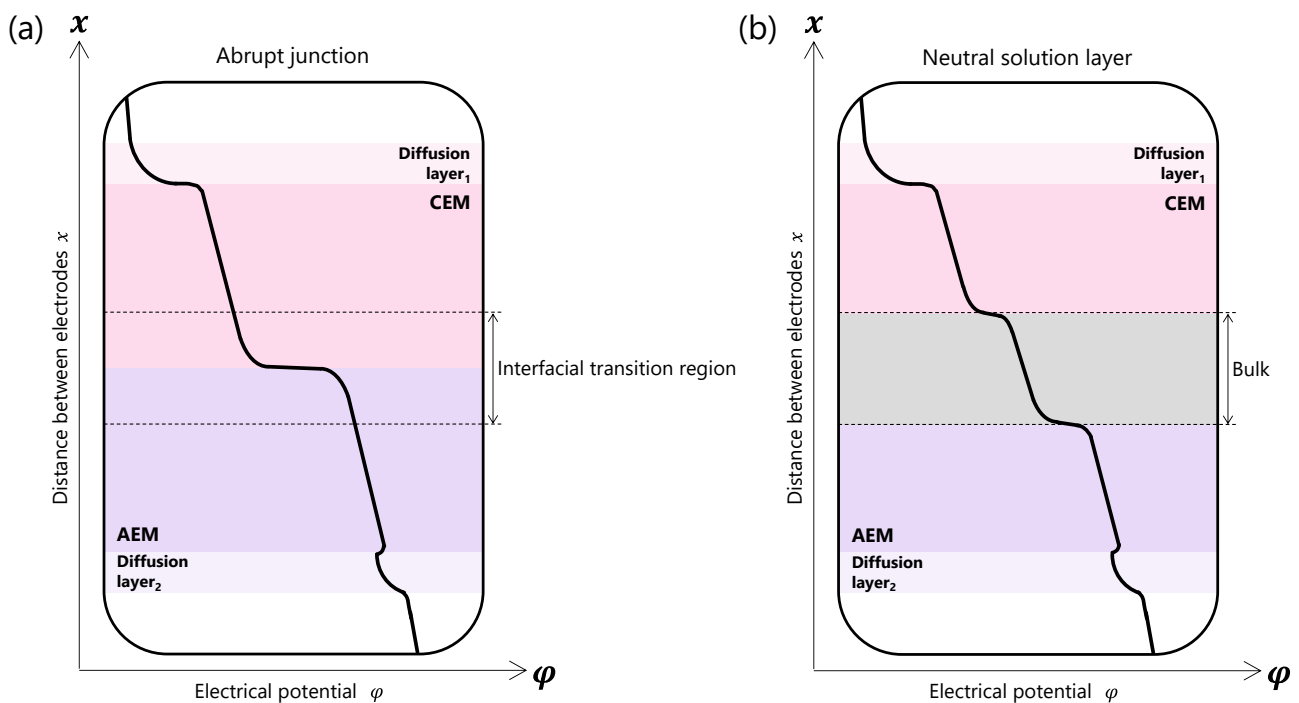 (a)
x
Abrupt junction
Diffusion
layer₁
CEM
Distance between electrodes x
Interfacial transition region
AEM
Diffusion
layer₂
φ
Electrical potential φ
(b)
x
Neutral solution layer
Diffusion
layer₁
CEM
Distance between electrodes x
Bulk
AEM
Diffusion
layer₂
φ
Electrical potential φ